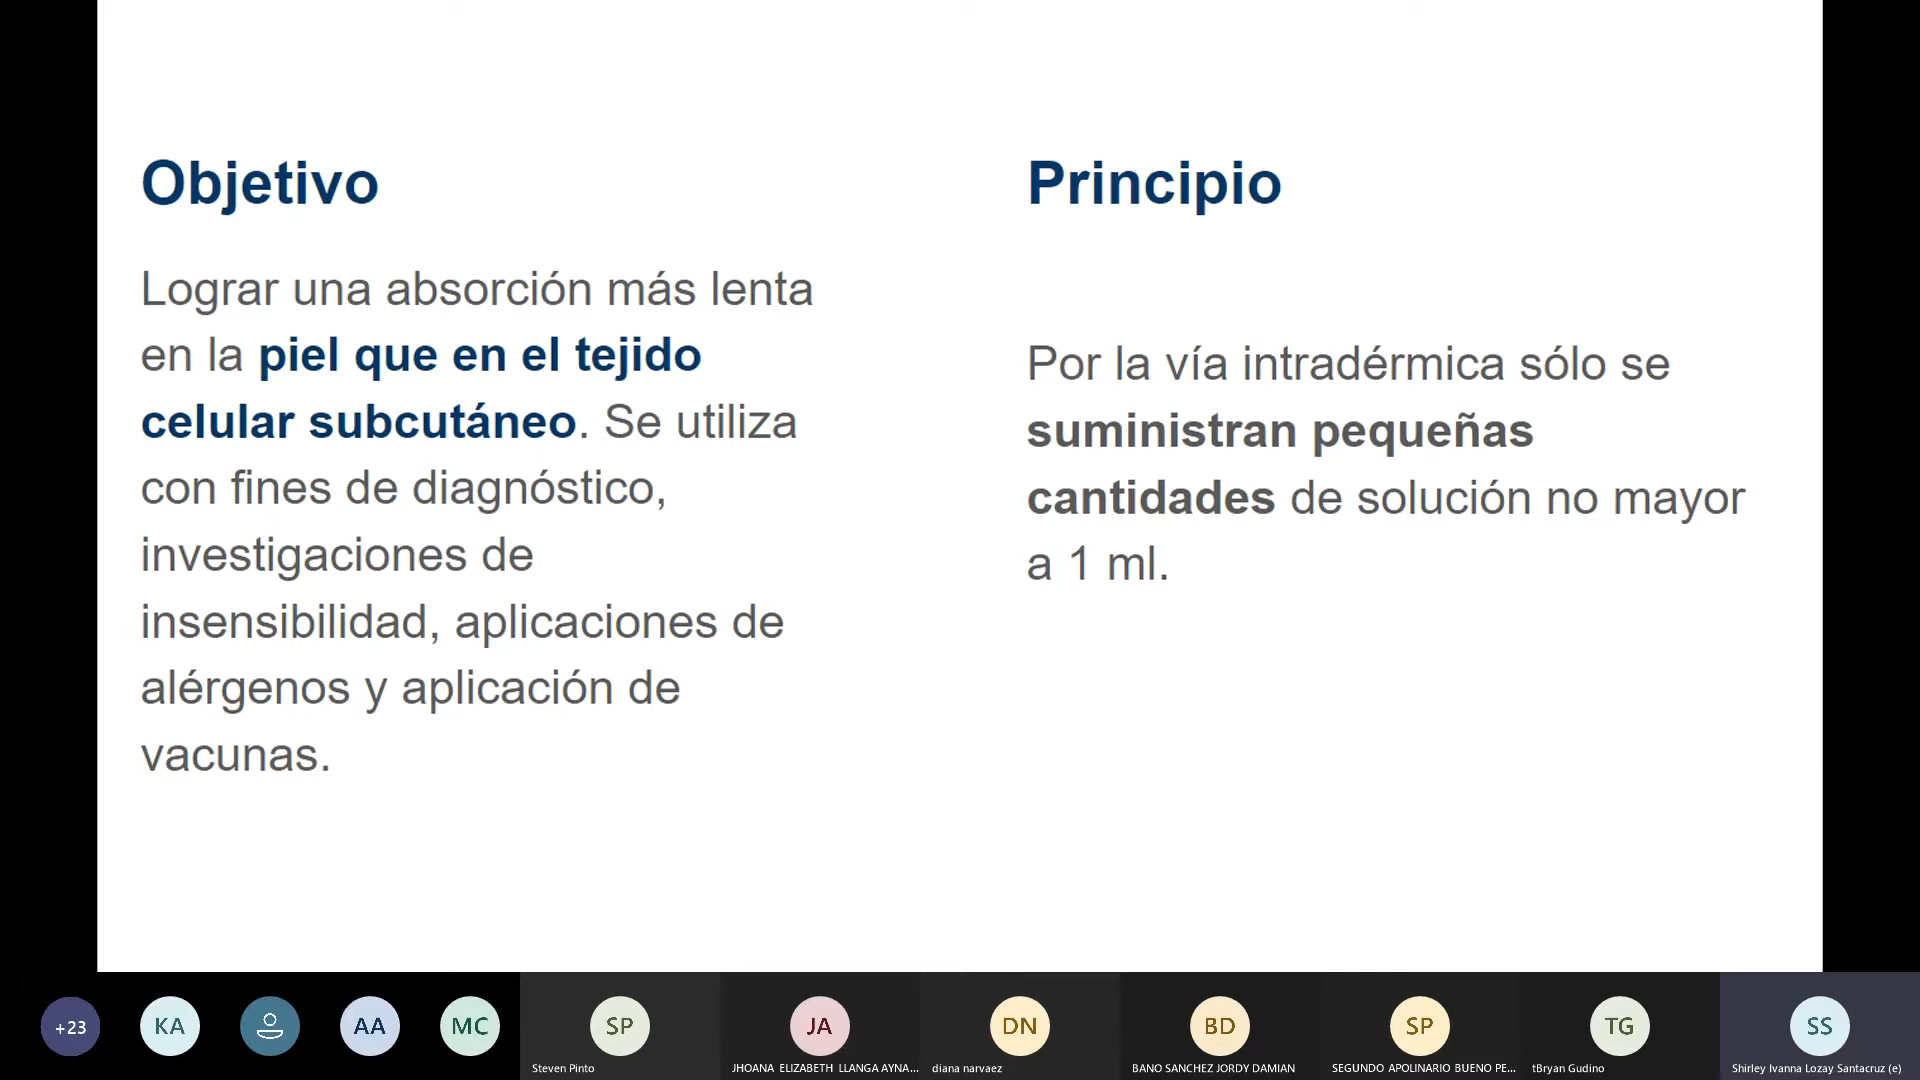 Objetivo
Lograr una absorción más lenta
en la piel que en el tejido
celular subcutáneo. Se utiliza
con fines de diagnóstico,
investigaciones de
insensibilidad, aplicaciones de
alérgenos y aplicación de
vacunas.
Principio
Por la vía intradérmica sólo se
suministran pequeñas
cantidades de solución no mayor
a 1 ml.
+23
KA
AA
MC
SP
Steven Pinto
JA
JHOANA ELIZABETH LLANGA AYNA...
DN
diana narvaez
BD
BANO SANCHEZ JORDY DAMIAN
SP
SEGUNDO APOLINARIO BUENO PE...
TG
tBryan Gudino
SS
Shirley Ivanna Lozay Santacruz (e)